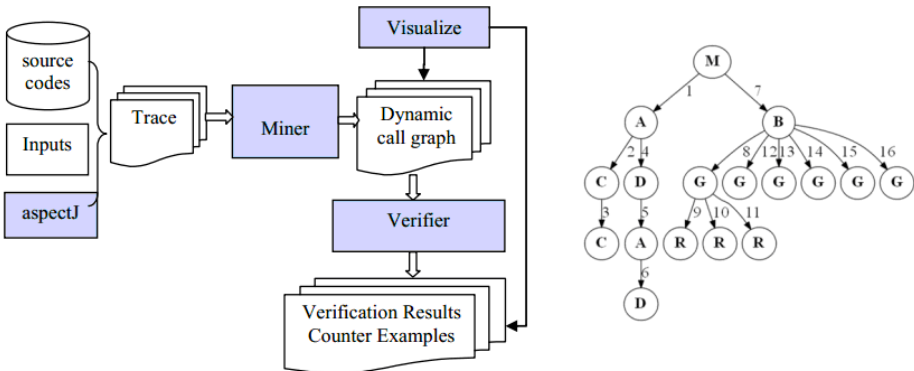 Visualize
source
codes
Trace
Inputs
aspectJ
Miner
Dynamic
call graph
Verifier
Verification Results
Counter Examples
M
1 7
A B
2 4 8 12 13 14 15 16
C D G G G G G G
3 5 9 10 11
C A R R R
6
D